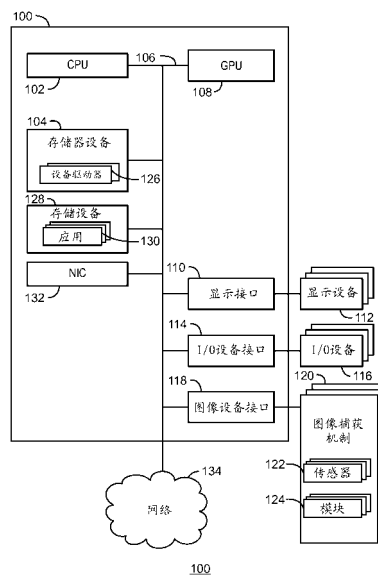 100
CPU
102
106
GPU
108
104
存储器设备
设备驱动器
126
128
存储设备
应用
130
NIC
132
110
显示接口
显示设备
112
114
I/O设备接口
I/O设备
116
118
图像设备接口
120
图像捕获
机制
122
传感器
124
模块
134
网络
100